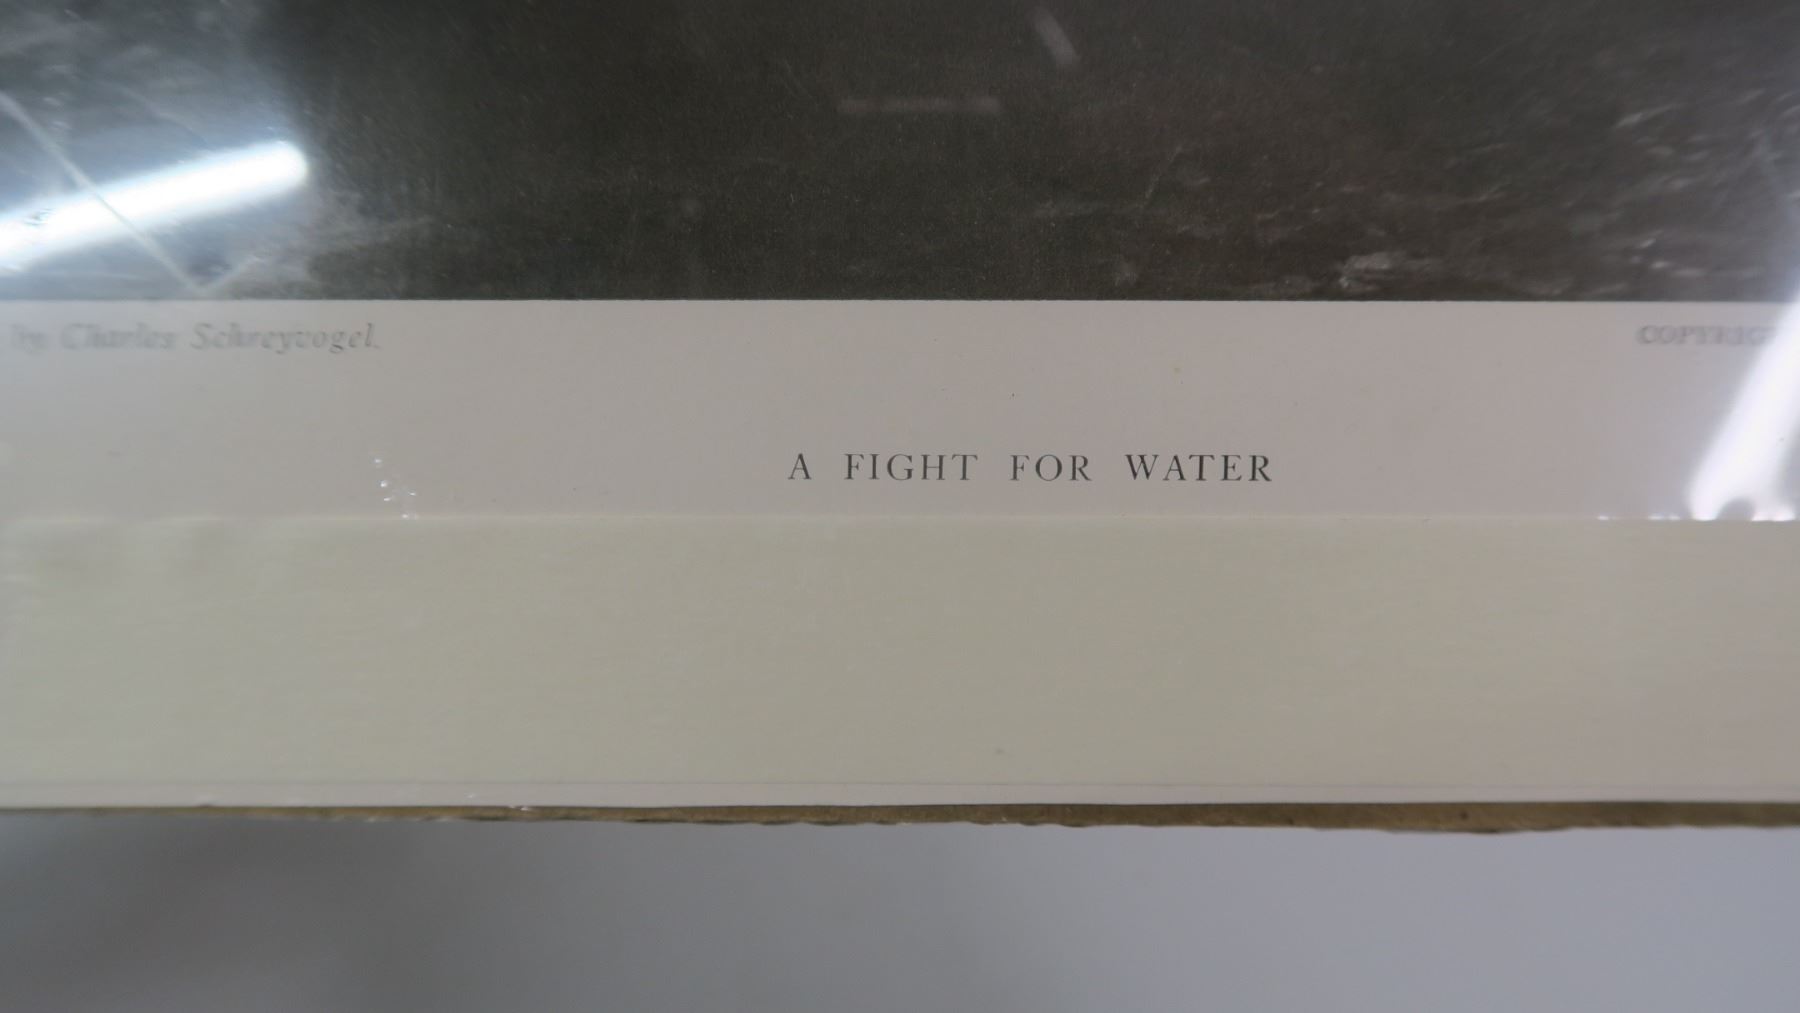 by Charles Schreyvogel.
A FIGHT FOR WATER